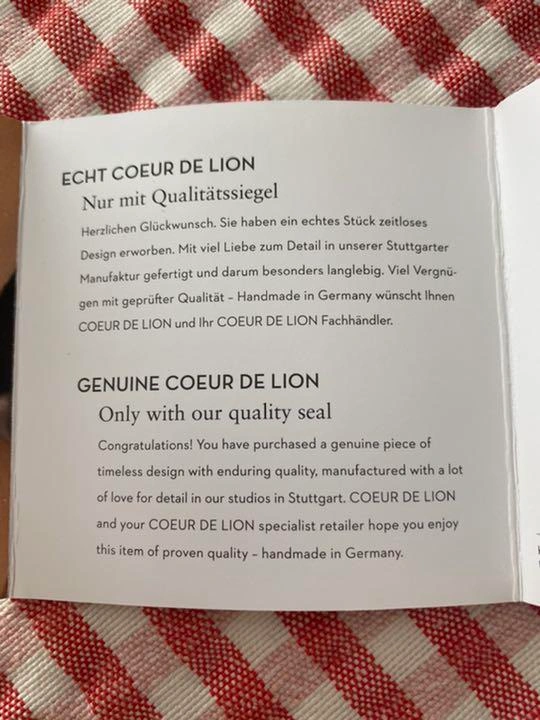 ECHT COEUR DE LION
Nur mit Qualitätssiegel
Herzlichen Glückwunsch. Sie haben ein echtes Stück zeitloses
Design erworben. Mit viel Liebe zum Detail in unserer Stuttgarter
Manufaktur gefertigt und darum besonders langlebig. Viel Vergnü-
gen mit geprüfter Qualität – Handmade in Germany wünscht Ihnen
COEUR DE LION und Ihr COEUR DE LION Fachhändler.
GENUINE COEUR DE LION
Only with our quality seal
Congratulations! You have purchased a genuine piece of
timeless design with enduring quality, manufactured with a lot
of love for detail in our studios in Stuttgart. COEUR DE LION
and your COEUR DE LION specialist retailer hope you enjoy
this item of proven quality – handmade in Germany.